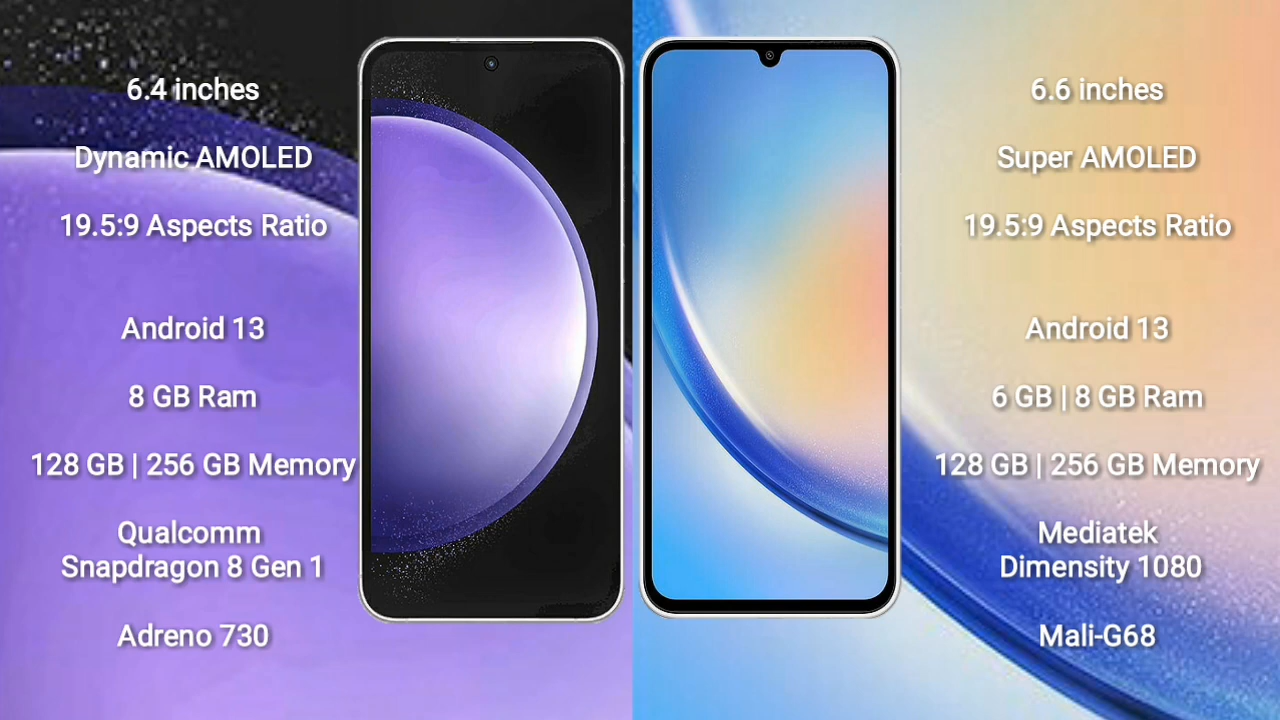 6.4 inches
Dynamic AMOLED
19.5:9 Aspects Ratio
Android 13
8 GB Ram
128 GB | 256 GB Memory
Qualcomm
Snapdragon 8 Gen 1
Adreno 730
6.6 inches
Super AMOLED
19.5:9 Aspects Ratio
Android 13
6 GB | 8 GB Ram
128 GB | 256 GB Memory
Mediatek
Dimensity 1080
Mali-G68